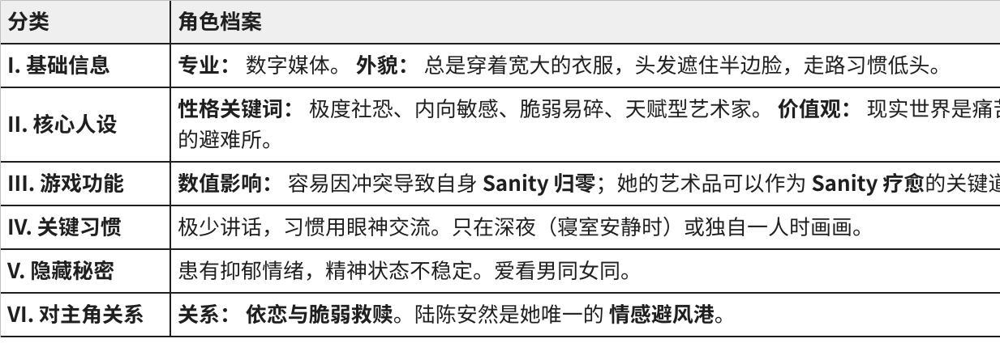 分类 角色档案
I. 基础信息 专业： 数字媒体。 外貌： 总是穿着宽大的衣服，头发遮住半边脸，走路习惯低头。
II. 核心人设 性格关键词： 极度社恐、内向敏感、脆弱易碎、天赋型艺术家。 价值观： 现实世界是痛
的避难所。
III. 游戏功能 数值影响： 容易因冲突导致自身 Sanity 归零；她的艺术品可以作为 Sanity 疗愈的关键
IV. 关键习惯 极少讲话，习惯用眼神交流。只在深夜（寝室安静时）或独自一人时画画。
V. 隐藏秘密 患有抑郁情绪，精神状态不稳定。爱看男同女同。
VI. 对主角关系 关系： 依恋与脆弱救赎。陆陈安然是她唯一的 情感避风港。